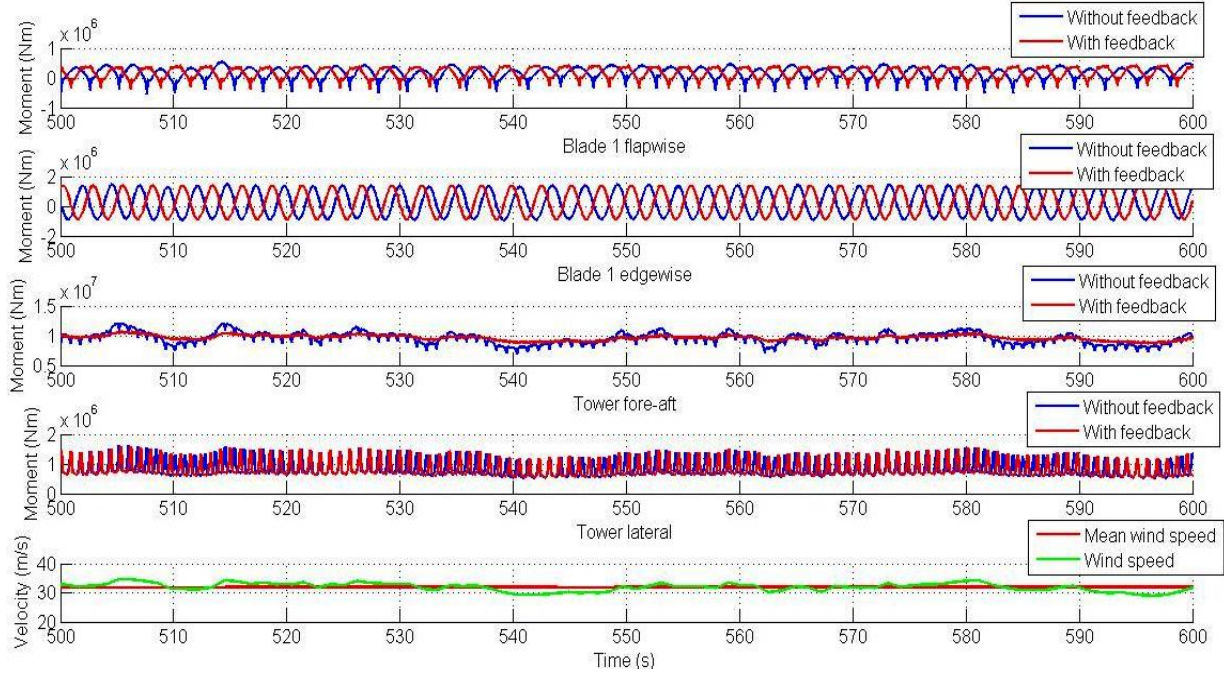 x 10^6
Without feedback
With feedback
Moment (Nm)
1
0
-1
500 510 520 530 540 550 560 570 580 590 600
Blade 1 flapwise
x 10^6
Without feedback
With feedback
Moment (Nm)
2
0
-2
500 510 520 530 540 550 560 570 580 590 600
Blade 1 edgewise
x 10^7
Without feedback
With feedback
Moment (Nm)
1.5
1
0.5
500 510 520 530 540 550 560 570 580 590 600
Tower fore-aft
x 10^6
Without feedback
With feedback
Moment (Nm)
2
1
0
500 510 520 530 540 550 560 570 580 590 600
Tower lateral
Mean wind speed
Wind speed
Velocity (m/s)
40
30
20
500 510 520 530 540 550 560 570 580 590 600
Time (s)